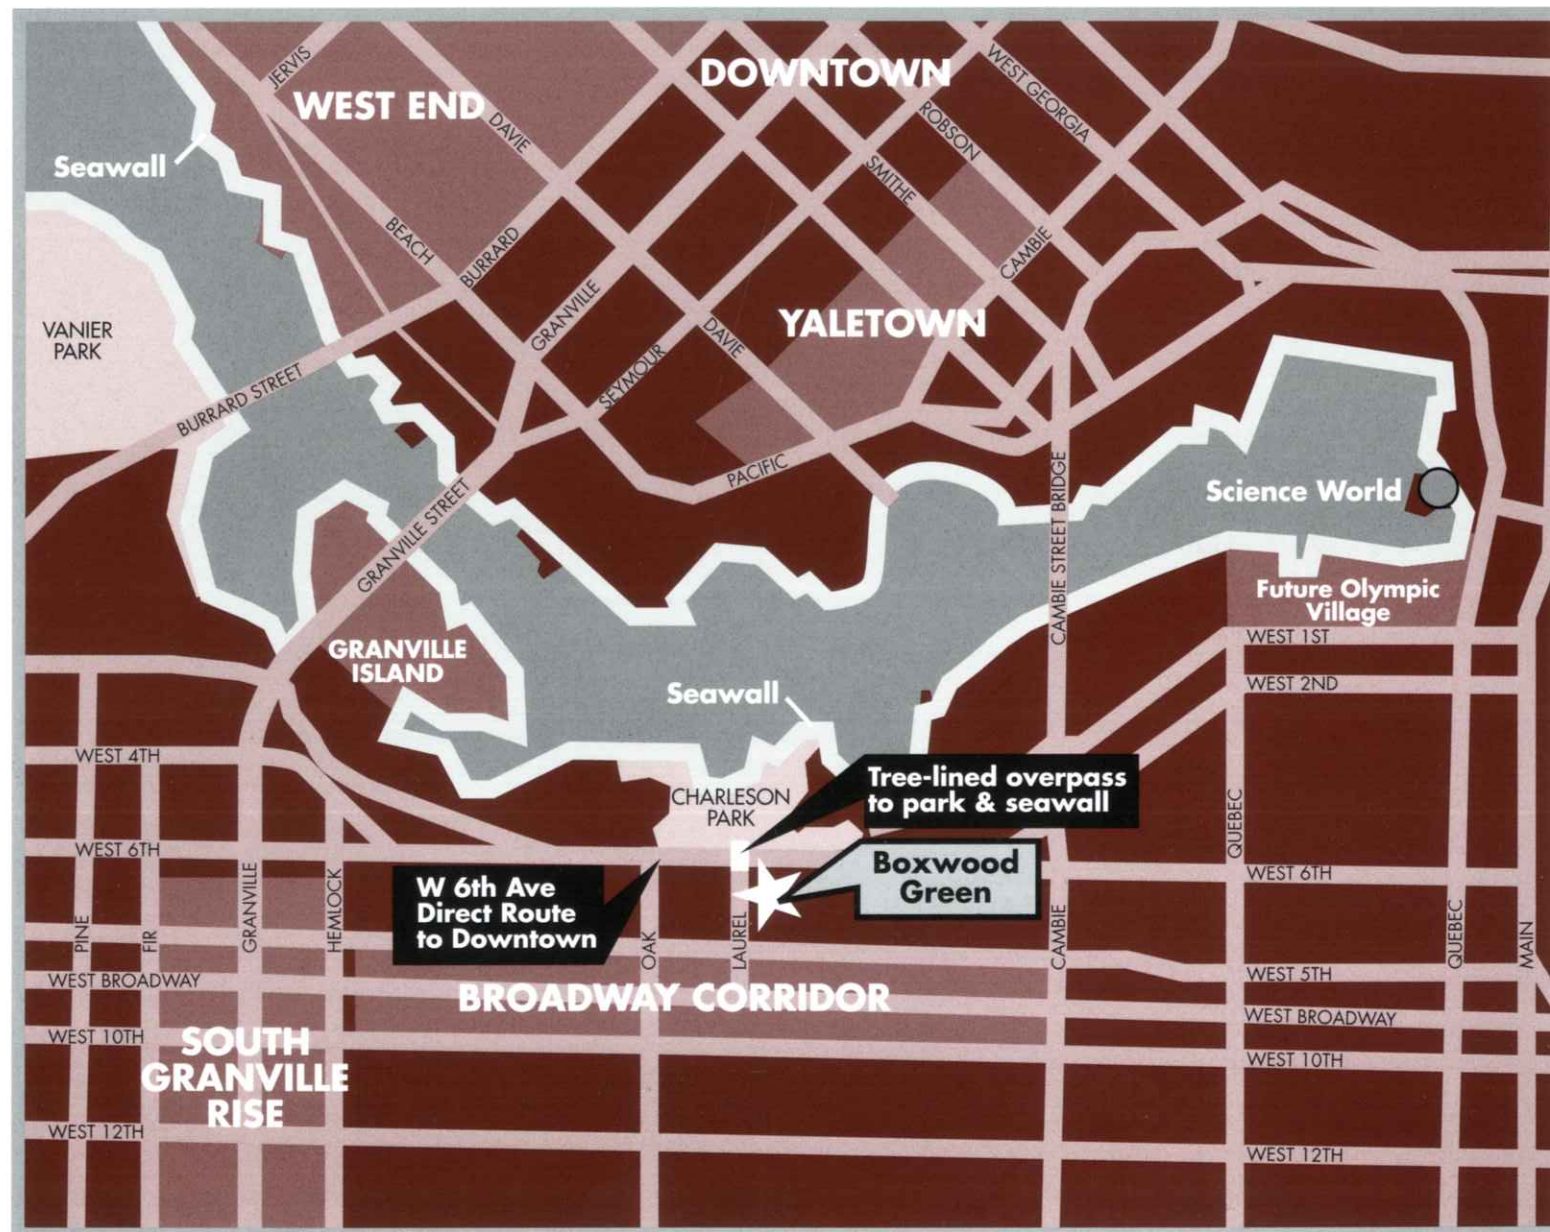 DOWNTOWN
WEST GEORGIA
JERVIS
WEST END
DAVIE
ROBSON
Seawall
SMITHE
BEACH
BURRARD
CAMBIE
GRANVILLE
YALETOWN
DAVIE
VANIER
PARK
SEYMOUR
BURRARD STREET
PACIFIC
CAMBIE STREET BRIDGE
Science World
GRANVILLE STREET
Future Olympic
Village
WEST 1ST
GRANVILLE
ISLAND
WEST 2ND
Seawall
WEST 4TH
Tree-lined overpass
to park & seawall
CHARLESON
PARK
QUEBEC
WEST 6TH
Boxwood
Green
WEST 6TH
W 6th Ave
Direct Route
to Downtown
PINE
FIR
GRANVILLE
HEMLOCK
OAK
LAUREL
CAMBIE
QUEBEC
MAIN
WEST 5TH
WEST BROADWAY
BROADWAY CORRIDOR
WEST BROADWAY
WEST 10TH
SOUTH
GRANVILLE
RISE
WEST 10TH
WEST 12TH
WEST 12TH